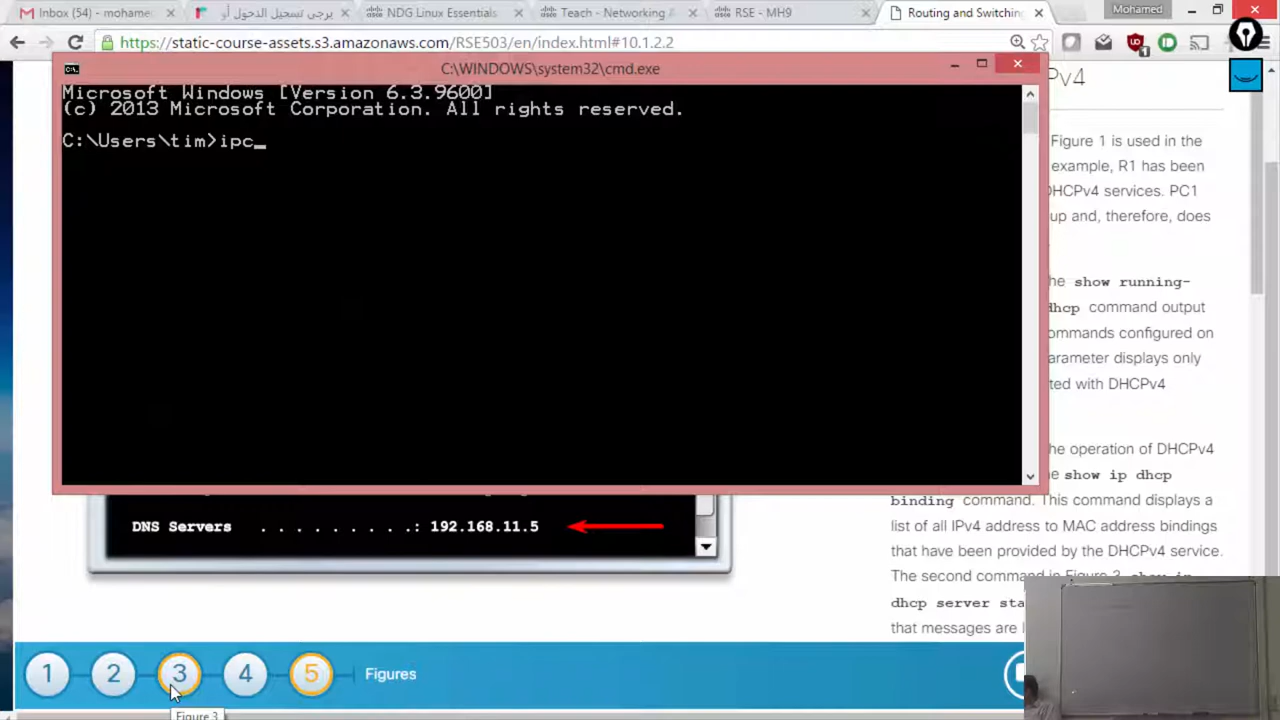 Inbox (54) - mohame
يرجى تسجيل الدخول أو
NDG Linux Essentials
Teach - Networking A
RSE - MH9
Routing and Switching
Mohamed
https://static-course-assets.s3.amazonaws.com/RSE503/en/index.html#10.1.2.2
C:\WINDOWS\system32\cmd.exe
Microsoft Windows [Version 6.3.9600]
(c) 2013 Microsoft Corporation. All rights reserved.
C:\Users\tim>ipc_
Pv4
Figure 1 is used in the
example, R1 has been
DHCPv4 services. PC1
up and, therefore, does
he show running-
dhcp command output
ommands configured on
arameter displays only
ted with DHCPv4
he operation of DHCPv4
he show ip dhcp
binding command. This command displays a
list of all IPv4 address to MAC address bindings
that have been provided by the DHCPv4 service.
The second command in Figure 3, show ip
dhcp server sta
that messages are
DNS Servers . . . . . . . . .: 192.168.11.5
1 2 3 4 5 Figures
Figure 3